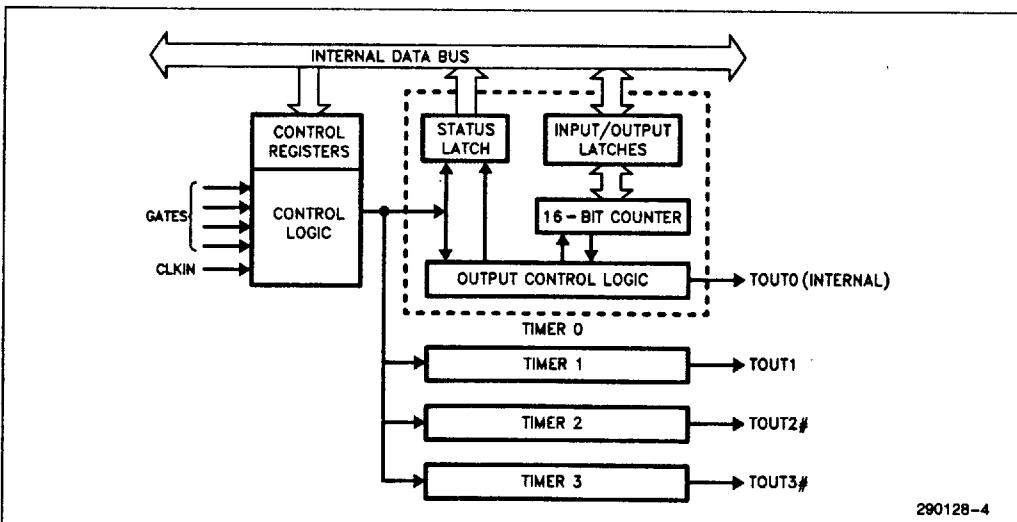 INTERNAL DATA BUS
CONTROL
REGISTERS
STATUS
LATCH
INPUT/OUTPUT
LATCHES
GATES
CONTROL
LOGIC
16-BIT COUNTER
CLKIN
OUTPUT CONTROL LOGIC
TOUT0 (INTERNAL)
TIMER 0
TIMER 1
TOUT1
TIMER 2
TOUT2#
TIMER 3
TOUT3#
290128-4